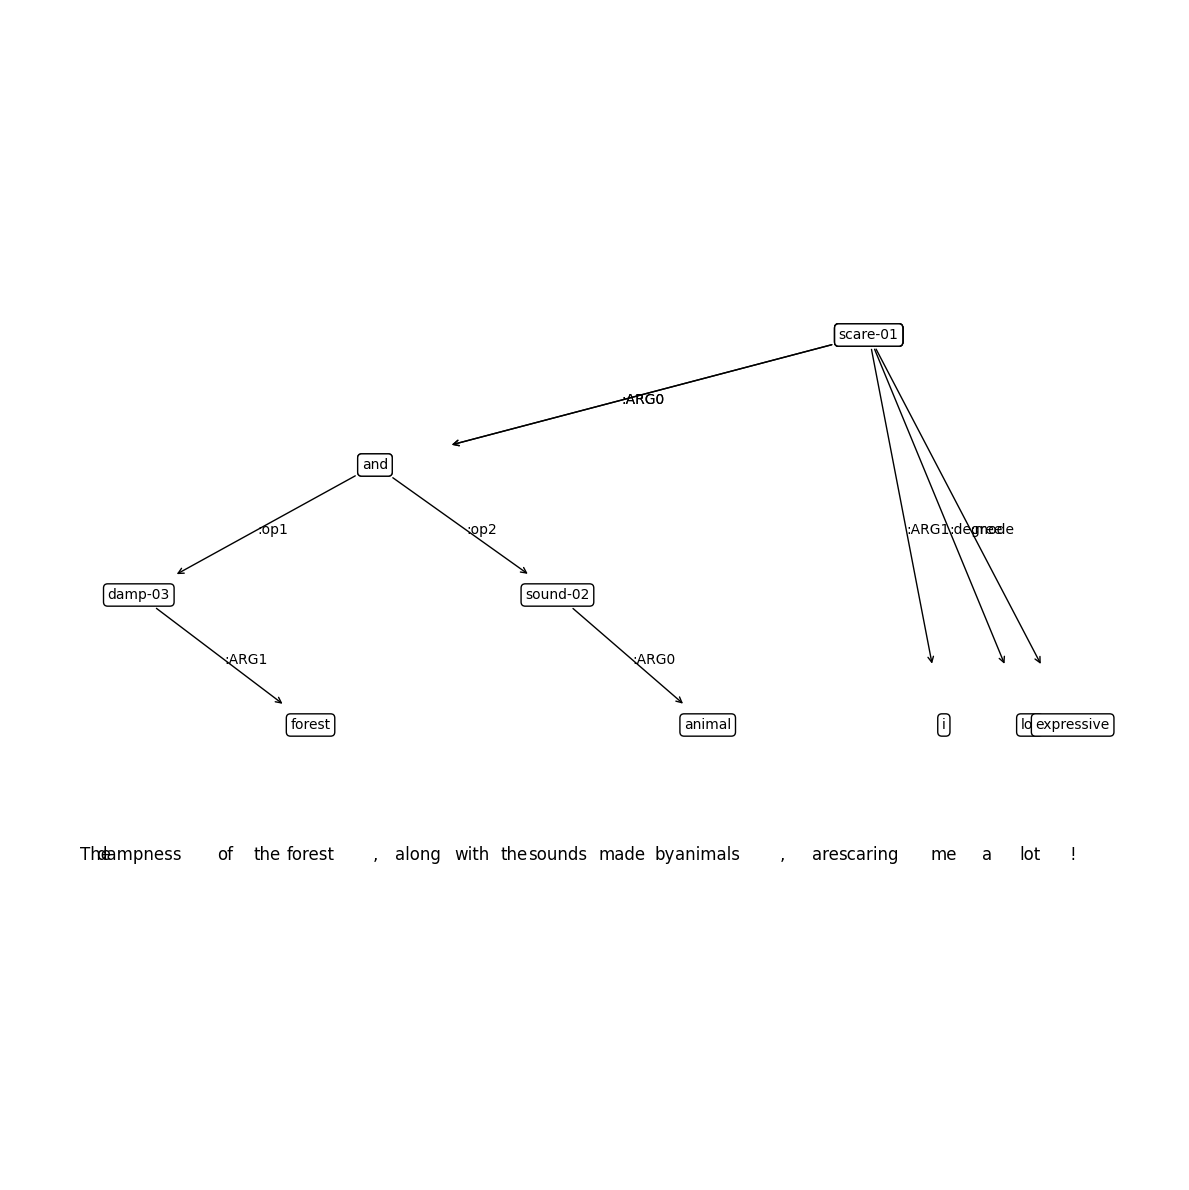 scare-01
:ARG0
and
:op1 :op2 :ARG1 :degree :mode
damp-03 sound-02
:ARG1 :ARG0
forest animal i expressive
The dampness of the forest , along with the sounds made by animals , are scaring me a lot !